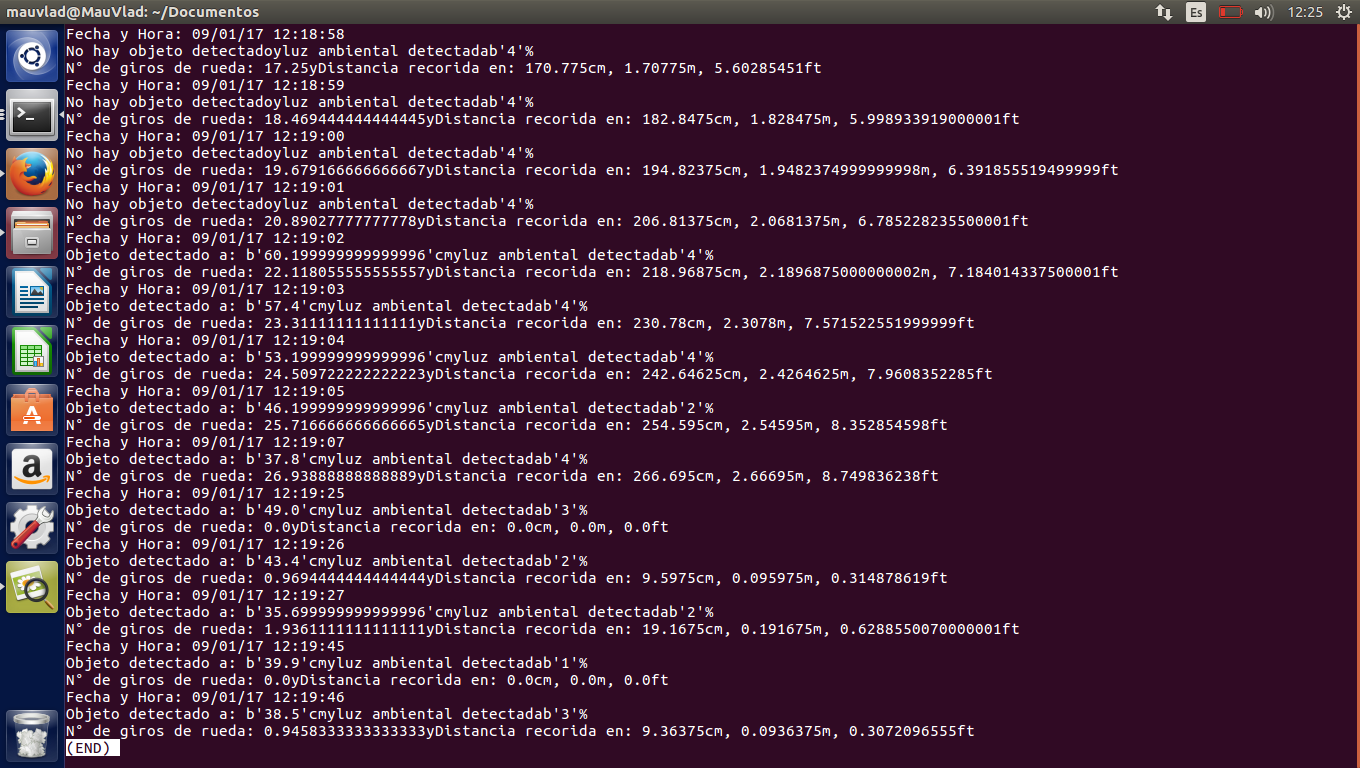 mauvlad@MauVlad: ~/Documentos
Es
12:25
Fecha y Hora: 09/01/17 12:18:58
No hay objeto detectadoyluz ambiental detectadab'4'%
N° de giros de rueda: 17.25yDistancia recorida en: 170.775cm, 1.70775m, 5.60285451ft
Fecha y Hora: 09/01/17 12:18:59
No hay objeto detectadoyluz ambiental detectadab'4'%
N° de giros de rueda: 18.469444444444445yDistancia recorida en: 182.8475cm, 1.828475m, 5.998933919000001ft
Fecha y Hora: 09/01/17 12:19:00
No hay objeto detectadoyluz ambiental detectadab'4'%
N° de giros de rueda: 19.679166666666667yDistancia recorida en: 194.82375cm, 1.9482374999999998m, 6.391855519499999ft
Fecha y Hora: 09/01/17 12:19:01
No hay objeto detectadoyluz ambiental detectadab'4'%
N° de giros de rueda: 20.89027777777778yDistancia recorida en: 206.81375cm, 2.0681375m, 6.785228235500001ft
Fecha y Hora: 09/01/17 12:19:02
Objeto detectado a: b'60.199999999999996'cmyluz ambiental detectadab'4'%
N° de giros de rueda: 22.118055555555557yDistancia recorida en: 218.96875cm, 2.1896875000000002m, 7.184014337500001ft
Fecha y Hora: 09/01/17 12:19:03
Objeto detectado a: b'57.4'cmyluz ambiental detectadab'4'%
N° de giros de rueda: 23.31111111111111yDistancia recorida en: 230.78cm, 2.3078m, 7.571522551999999ft
Fecha y Hora: 09/01/17 12:19:04
Objeto detectado a: b'53.199999999999996'cmyluz ambiental detectadab'4'%
N° de giros de rueda: 24.509722222222223yDistancia recorida en: 242.64625cm, 2.4264625m, 7.9608352285ft
Fecha y Hora: 09/01/17 12:19:05
Objeto detectado a: b'46.199999999999996'cmyluz ambiental detectadab'2'%
N° de giros de rueda: 25.716666666666665yDistancia recorida en: 254.595cm, 2.54595m, 8.352854598ft
Fecha y Hora: 09/01/17 12:19:07
Objeto detectado a: b'37.8'cmyluz ambiental detectadab'4'%
N° de giros de rueda: 26.93888888888889yDistancia recorida en: 266.695cm, 2.66695m, 8.749836238ft
Fecha y Hora: 09/01/17 12:19:25
Objeto detectado a: b'49.0'cmyluz ambiental detectadab'3'%
N° de giros de rueda: 0.0yDistancia recorida en: 0.0cm, 0.0m, 0.0ft
Fecha y Hora: 09/01/17 12:19:26
Objeto detectado a: b'43.4'cmyluz ambiental detectadab'2'%
N° de giros de rueda: 0.9694444444444444yDistancia recorida en: 9.5975cm, 0.095975m, 0.314878619ft
Fecha y Hora: 09/01/17 12:19:27
Objeto detectado a: b'35.699999999999996'cmyluz ambiental detectadab'2'%
N° de giros de rueda: 1.9361111111111111yDistancia recorida en: 19.1675cm, 0.191675m, 0.6288550070000001ft
Fecha y Hora: 09/01/17 12:19:45
Objeto detectado a: b'39.9'cmyluz ambiental detectadab'1'%
N° de giros de rueda: 0.0yDistancia recorida en: 0.0cm, 0.0m, 0.0ft
Fecha y Hora: 09/01/17 12:19:46
Objeto detectado a: b'38.5'cmyluz ambiental detectadab'3'%
N° de giros de rueda: 0.9458333333333333yDistancia recorida en: 9.36375cm, 0.0936375m, 0.3072096555ft
(END)